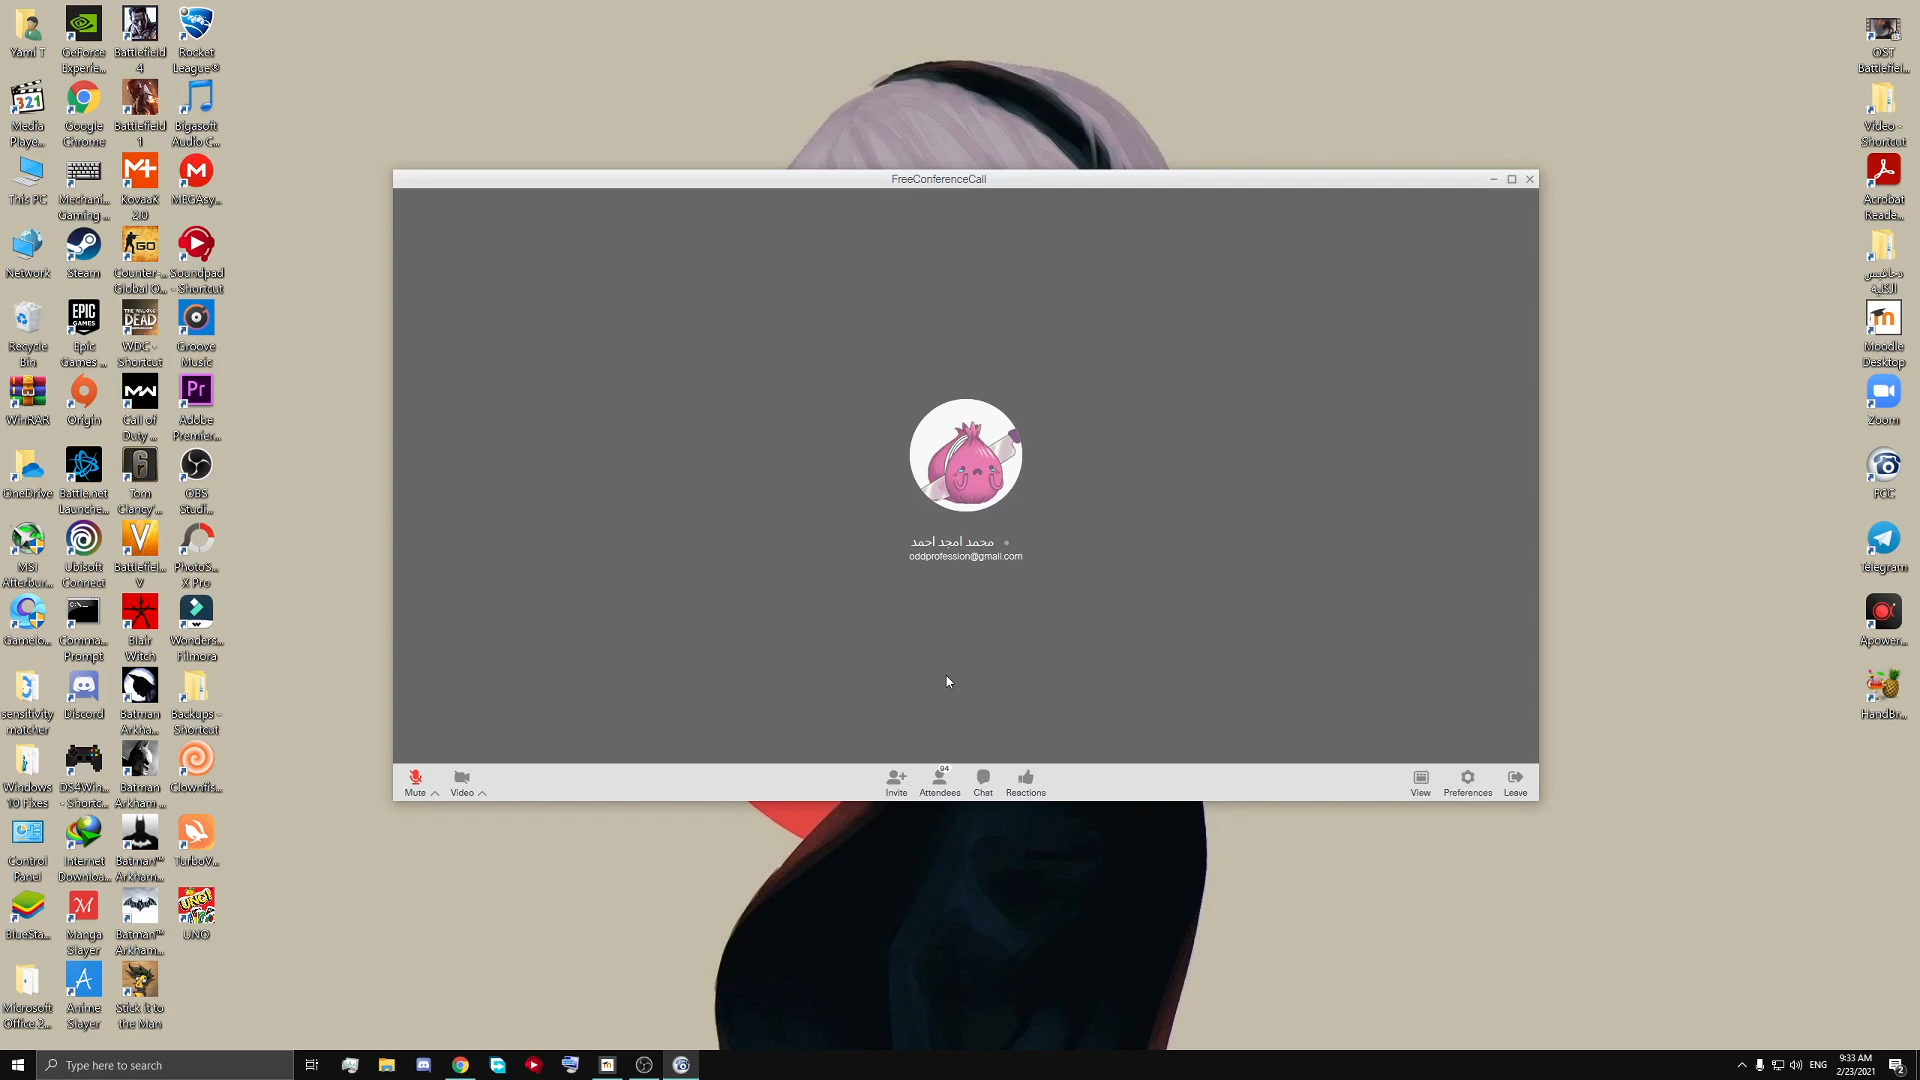 Yami T
GeForce Experie...
Battlefield 4
Rocket League®
Media Playe...
Google Chrome
Battlefield 1
Bigasoft Audio C...
This PC
Mechani... Gaming ...
KovaaK 2.0
MEGAsy...
Network
Steam
Counter-... Global O...
Soundpad - Shortcut
Recycle Bin
Epic Games ...
WDC - Shortcut
Groove Music
WinRAR
Origin
Call of Duty ...
Adobe Premier...
OneDrive
Battle.net Launche...
Tom Clancy'...
OBS Studi...
MSI Afterbur...
Ubisoft Connect
Battlefiel... V
PhotoS... X Pro
Gamelo...
Comma... Prompt
Blair Witch
Wonders... Filmora
sensitivity matcher
Discord
Batman Arkha...
Backups - Shortcut
Windows 10 Fixes
DS4Win... - Shortc...
Batman Arkham ...
Clownfis...
Control Panel
Internet Downloa...
Batman™ Arkham...
TurboV...
BlueSta...
Manga Slayer
Batman™ Arkham...
UNO
Microsoft Office 2...
Anime Slayer
Stick it to the Man
FreeConferenceCall
محمد امجد احمد
oddprofession@gmail.com
Mute
Video
94
Invite
Attendees
Chat
Reactions
View
Preferences
Leave
OST Battlefiel...
Video - Shortcut
Acrobat Reade...
الكلية
Moodle Desktop
Zoom
FCC
Telegram
Apower...
HandBr...
Type here to search
ENG
9:33 AM
2/23/2021
2